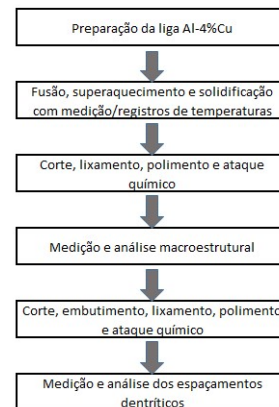 Preparação da liga Al-4%Cu
Fusão, superaquecimento e solidificação
com medição/registros de temperaturas
Corte, lixamento, polimento e ataque
químico
Medição e análise macroestrutural
Corte, embutimento, lixamento, polimento
e ataque químico
Medição e análise dos espaçamentos
dentríticos